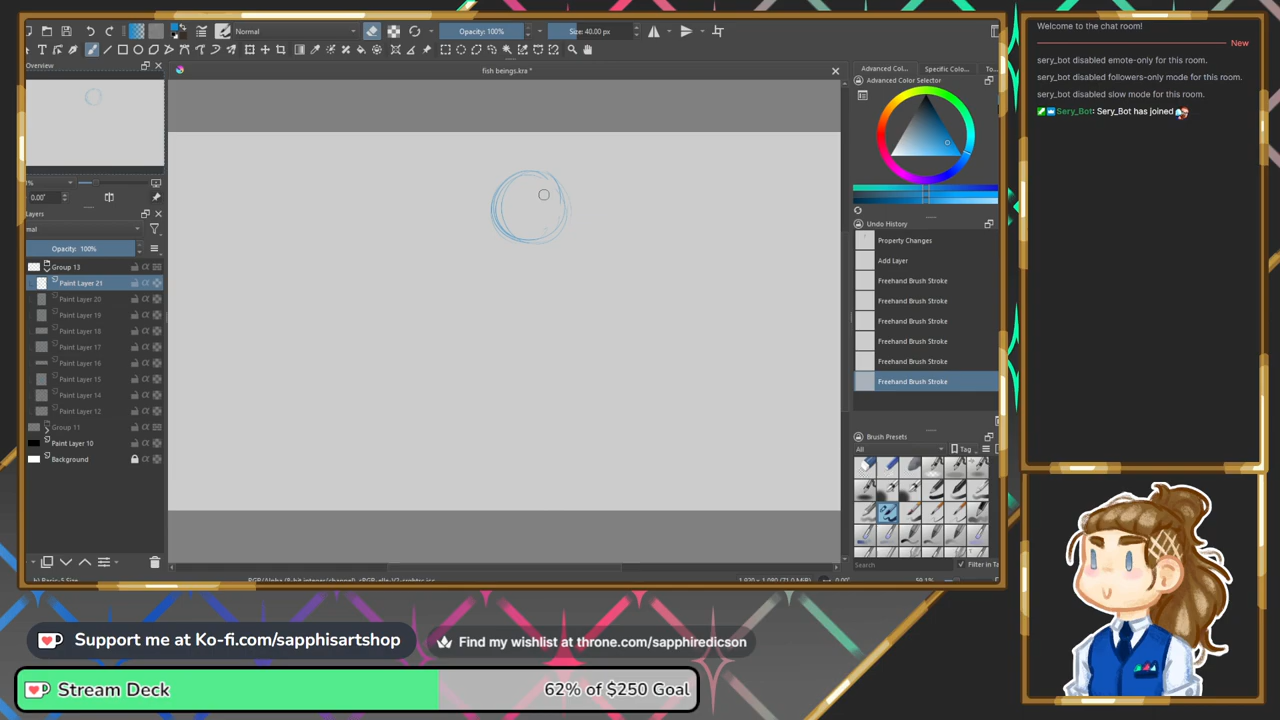 Normal
Opacity: 100%
Size: 40.00 px
Overview
fish beings.kra *
Advanced Col...
Specific Colo...
To...
Advanced Color Selector
0.00°
Layers
Opacity: 100%
Group 13
Paint Layer 21
Paint Layer 20
Paint Layer 19
Paint Layer 18
Paint Layer 17
Paint Layer 16
Paint Layer 15
Paint Layer 14
Paint Layer 12
Group 11
Paint Layer 10
Background
Undo History
Property Changes
Add Layer
Freehand Brush Stroke
Freehand Brush Stroke
Freehand Brush Stroke
Freehand Brush Stroke
Freehand Brush Stroke
Freehand Brush Stroke
Brush Presets
All
Tag
Search
Filter in Ta
Welcome to the chat room!
New
sery_bot disabled emote-only for this room.
sery_bot disabled followers-only mode for this room.
sery_bot disabled slow mode for this room.
Sery_Bot: Sery_Bot has joined
Support me at Ko-fi.com/sapphisartshop
Find my wishlist at throne.com/sapphiredicson
Stream Deck
62% of $250 Goal